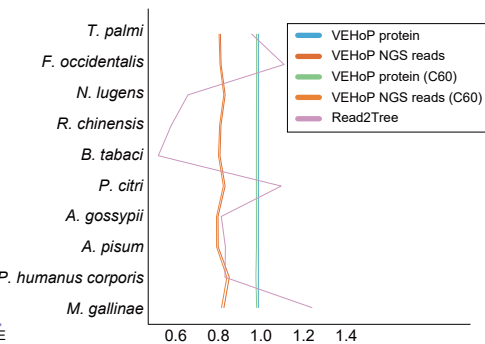 T. palmi
F. occidentalis
N. lugens
R. chinensis
B. tabaci
P. citri
A. gossypii
A. pisum
P. humanus corporis
M. gallinae
VEHoP protein
VEHoP NGS reads
VEHoP protein (C60)
VEHoP NGS reads (C60)
Read2Tree
E
0.6 0.8 1.0 1.2 1.4